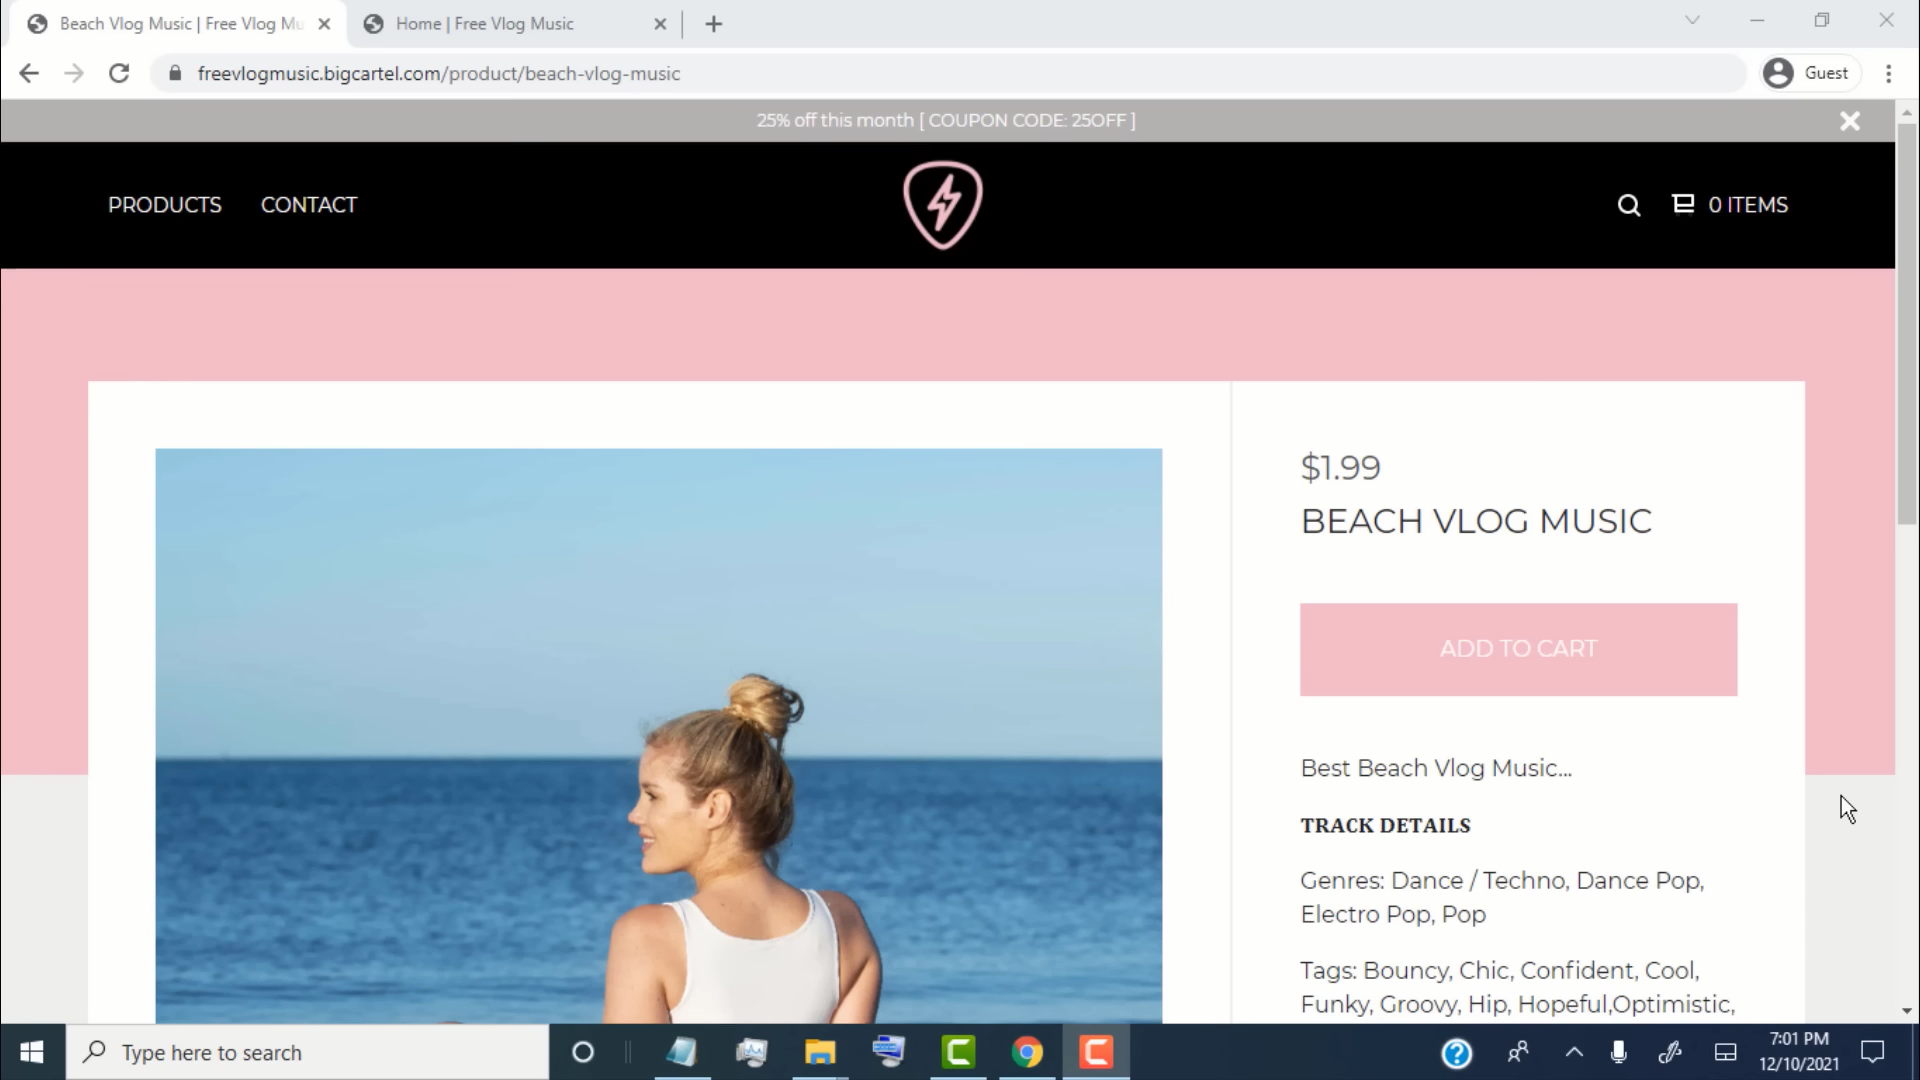 Beach Vlog Music | Free Vlog Mu
Home | Free Vlog Music
freevlogmusic.bigcartel.com/product/beach-vlog-music
Guest
25% off this month [ COUPON CODE: 25OFF ]
PRODUCTS
CONTACT
0 ITEMS
$1.99
BEACH VLOG MUSIC
ADD TO CART
Best Beach Vlog Music...
TRACK DETAILS
Genres: Dance / Techno, Dance Pop,
Electro Pop, Pop
Tags: Bouncy, Chic, Confident, Cool,
Funky, Groovy, Hip, Hopeful,Optimistic,
Type here to search
7:01 PM
12/10/2021